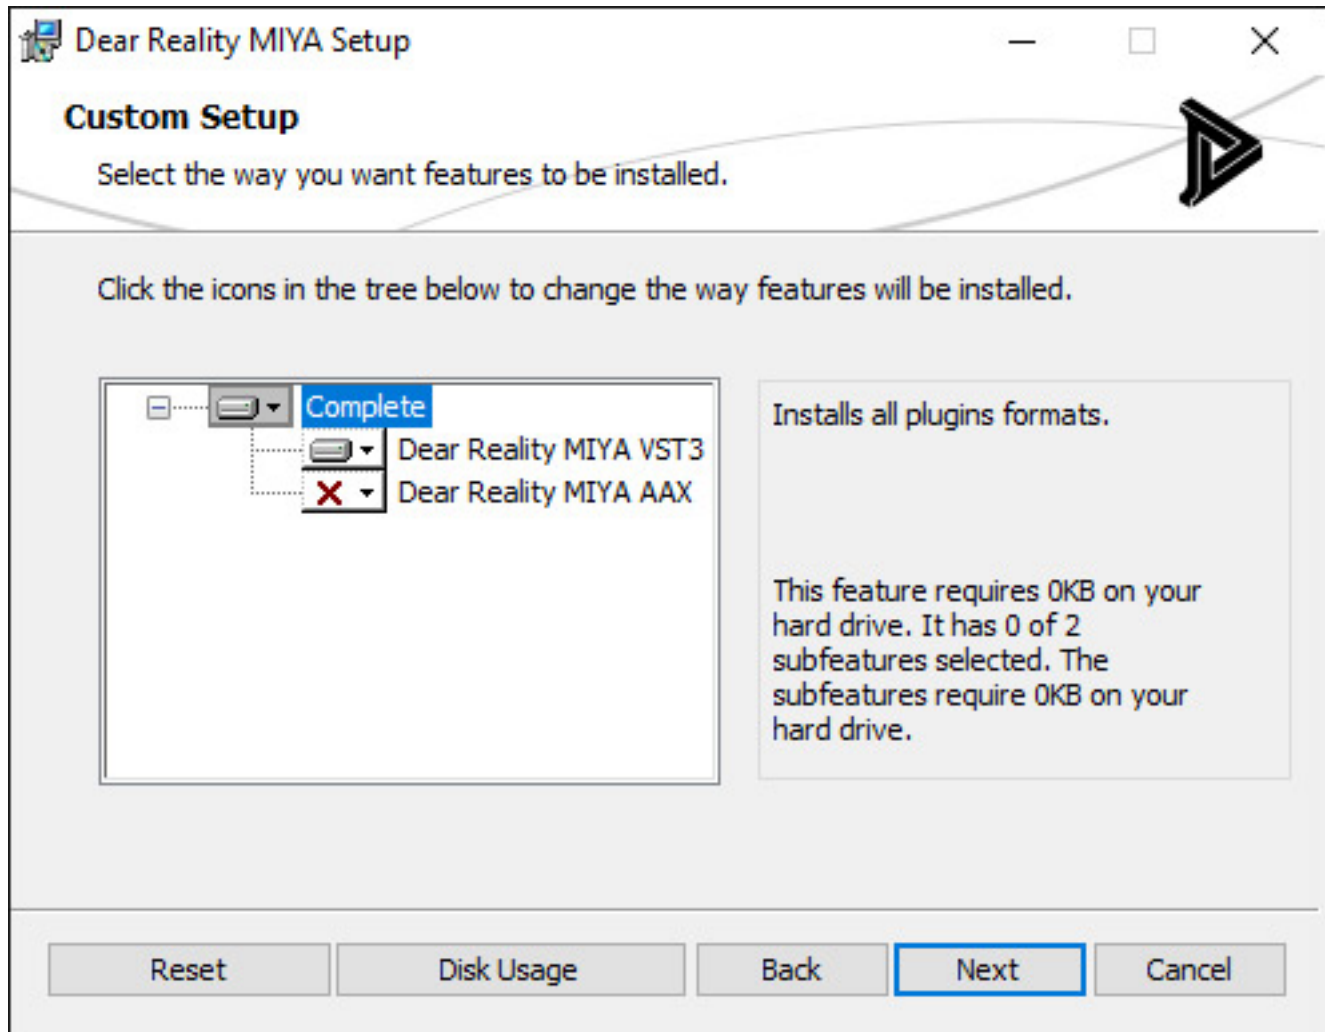 Dear Reality MIYA Setup
Custom Setup
Select the way you want features to be installed.
Click the icons in the tree below to change the way features will be installed.
Complete
Dear Reality MIYA VST3
Dear Reality MIYA AAX
Installs all plugins formats.
This feature requires 0KB on your
hard drive. It has 0 of 2
subfeatures selected. The
subfeatures require 0KB on your
hard drive.
Reset
Disk Usage
Back
Next
Cancel